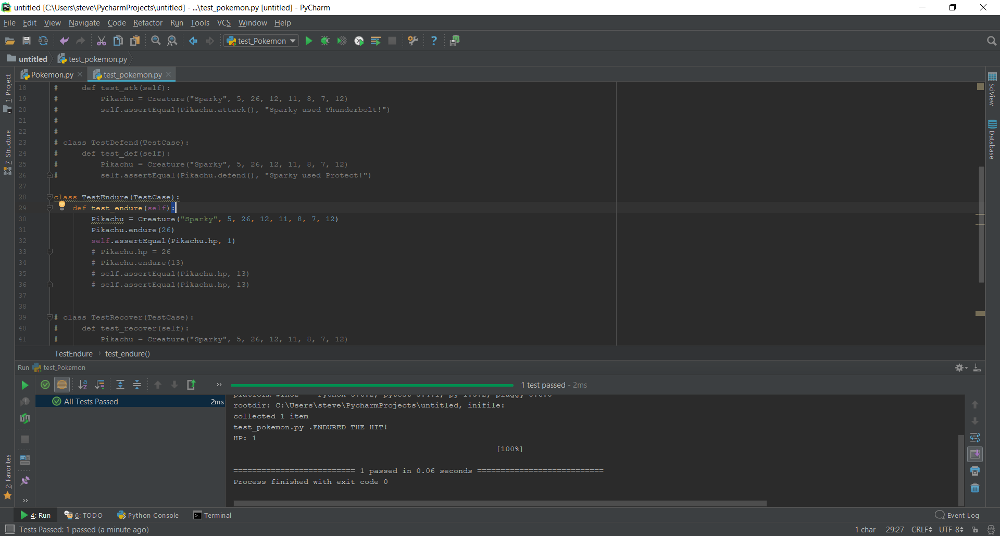 untitled [C:\Users\steve\PycharmProjects\untitled] - ...\test_pokemon.py [untitled] - PyCharm
File Edit View Navigate Code Refactor Run Tools VCS Window Help
test_Pokemon
untitled test_pokemon.py
Pokemon.py test_pokemon.py
18 # def test_atk(self):
19 # Pikachu = Creature("Sparky", 5, 26, 12, 11, 8, 7, 12)
20 # self.assertEqual(Pikachu.attack(), "Sparky used Thunderbolt!")
21 #
22 #
23 # class TestDefend(TestCase):
24 # def test_def(self):
25 # Pikachu = Creature("Sparky", 5, 26, 12, 11, 8, 7, 12)
26 # self.assertEqual(Pikachu.defend(), "Sparky used Protect!")
27
28 class TestEndure(TestCase):
29 def test_endure(self):
30 Pikachu = Creature("Sparky", 5, 26, 12, 11, 8, 7, 12)
31 Pikachu.endure(26)
32 self.assertEqual(Pikachu.hp, 1)
33 # Pikachu.hp = 26
34 # Pikachu.endure(13)
35 # self.assertEqual(Pikachu.hp, 13)
36 # self.assertEqual(Pikachu.hp, 13)
37
38
39 # class TestRecover(TestCase):
40 # def test_recover(self):
41 # Pikachu = Creature("Sparky", 5, 26, 12, 11, 8, 7, 12)
1: Project
7: Structure
2: Favorites
SciView
Database
TestEndure › test_endure()
Run test_Pokemon
1 test passed - 2ms
All Tests Passed 2ms
rootdir: C:\Users\steve\PycharmProjects\untitled, inifile:
collected 1 item
test_pokemon.py .ENDURED THE HIT!
HP: 1
[100%]
========================== 1 passed in 0.06 seconds ===========================
Process finished with exit code 0
4: Run 6: TODO Python Console Terminal Event Log
Tests Passed: 1 passed (a minute ago) 1 char 29:27 CRLF UTF-8